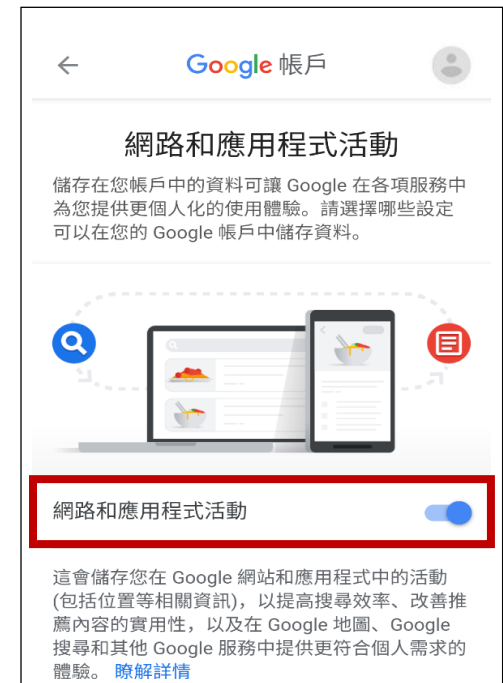 Google 帳戶
網路和應用程式活動
儲存在您帳戶中的資料可讓 Google 在各項服務中
為您提供更個人化的使用體驗。請選擇哪些設定
可以在您的 Google 帳戶中儲存資料。
網路和應用程式活動
這會儲存您在 Google 網站和應用程式中的活動
(包括位置等相關資訊)，以提高搜尋效率、改善推
薦內容的實用性，以及在 Google 地圖、Google
搜尋和其他 Google 服務中提供更符合個人需求的
體驗。 瞭解詳情